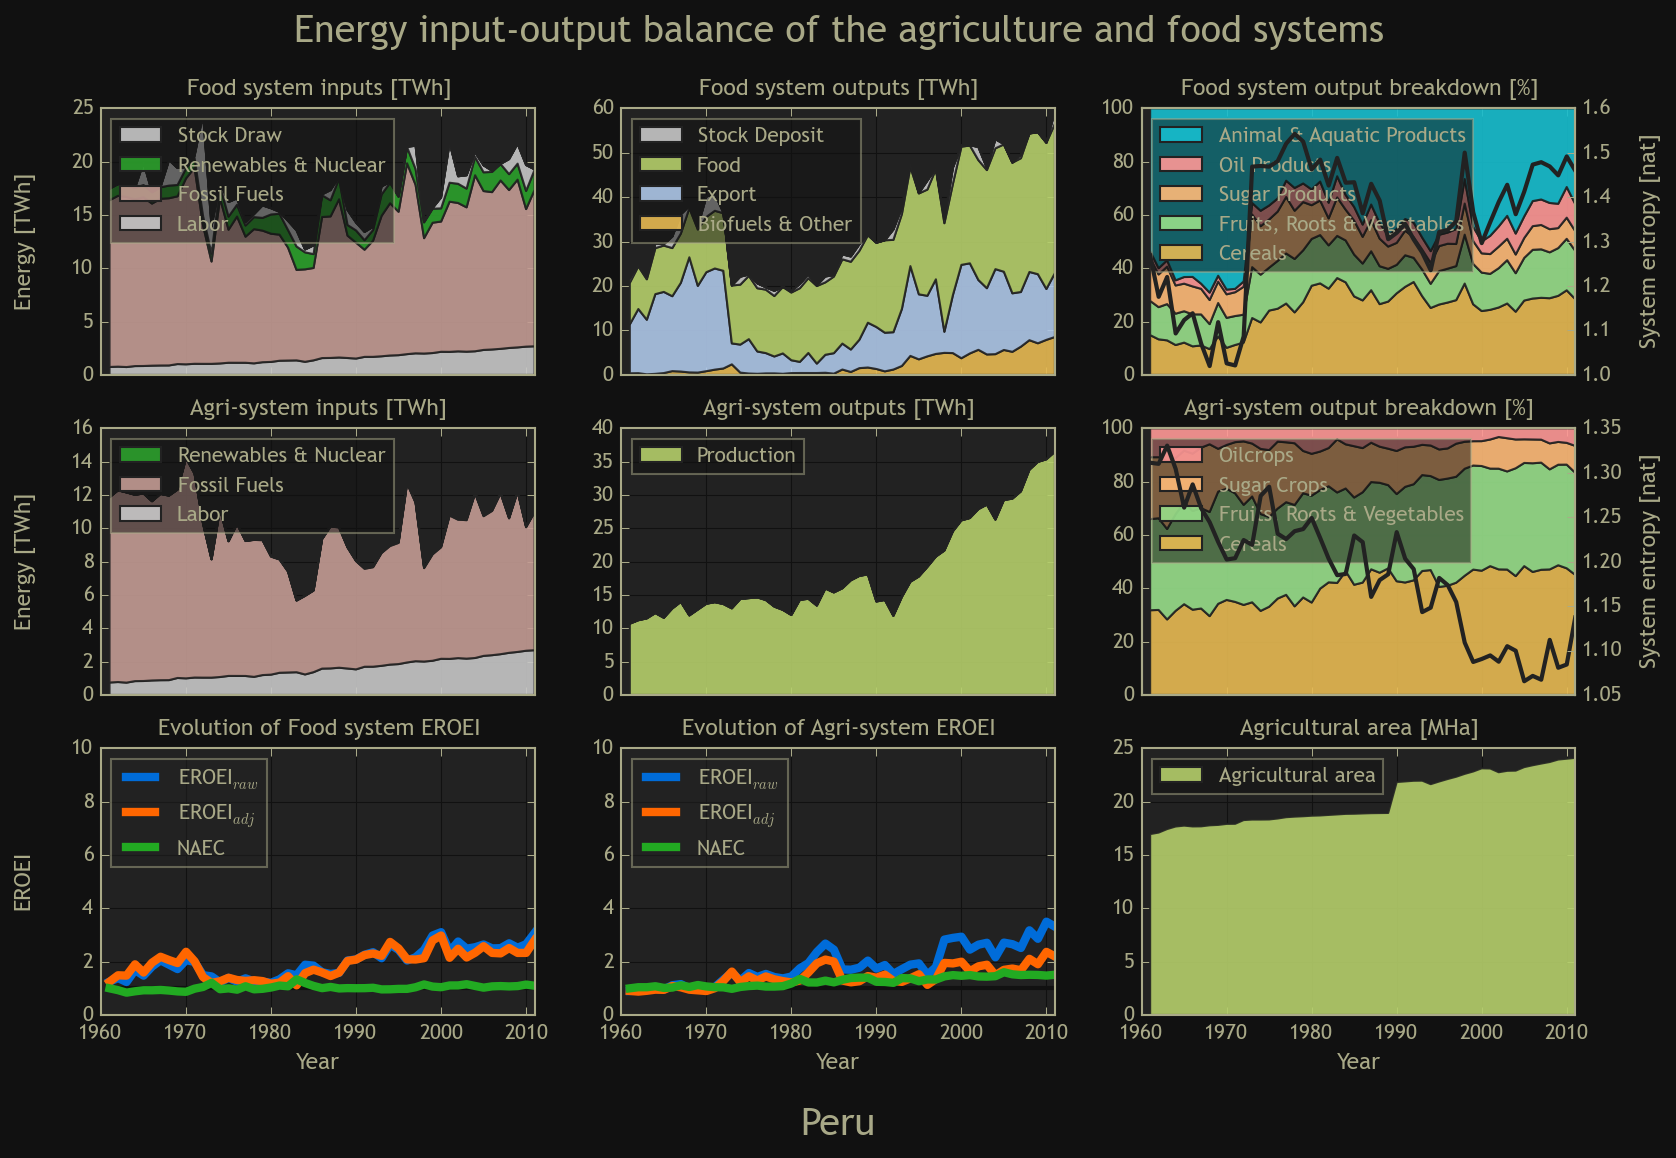 Energy input-output balance of the agriculture and food systems
Food system inputs [TWh]
Food system outputs [TWh]
Food system output breakdown [%]
Energy [TWh]
25
20
15
10
5
0
Stock Draw
Renewables & Nuclear
Fossil Fuels
Labor
60
50
40
30
20
10
0
Stock Deposit
Food
Export
Biofuels & Other
100
80
60
40
20
0
Animal & Aquatic Products
Oil Products
Sugar Products
Fruits, Roots & Vegetables
Cereals
1.6
1.5
1.4
1.3
1.2
1.1
1.0
System entropy [nat]
Agri-system inputs [TWh]
Agri-system outputs [TWh]
Agri-system output breakdown [%]
Energy [TWh]
16
14
12
10
8
6
4
2
0
Renewables & Nuclear
Fossil Fuels
Labor
40
35
30
25
20
15
10
5
0
Production
100
80
60
40
20
0
Oilcrops
Sugar Crops
Fruits, Roots & Vegetables
Cereals
1.35
1.30
1.25
1.20
1.15
1.10
1.05
System entropy [nat]
Evolution of Food system EROEI
Evolution of Agri-system EROEI
Agricultural area [MHa]
EROEI
10
8
6
4
2
0
EROEIraw
EROEIadj
NAEC
1960 1970 1980 1990 2000 2010
Year
10
8
6
4
2
0
EROEIraw
EROEIadj
NAEC
1960 1970 1980 1990 2000 2010
Year
25
20
15
10
5
0
Agricultural area
1960 1970 1980 1990 2000 2010
Year
Peru